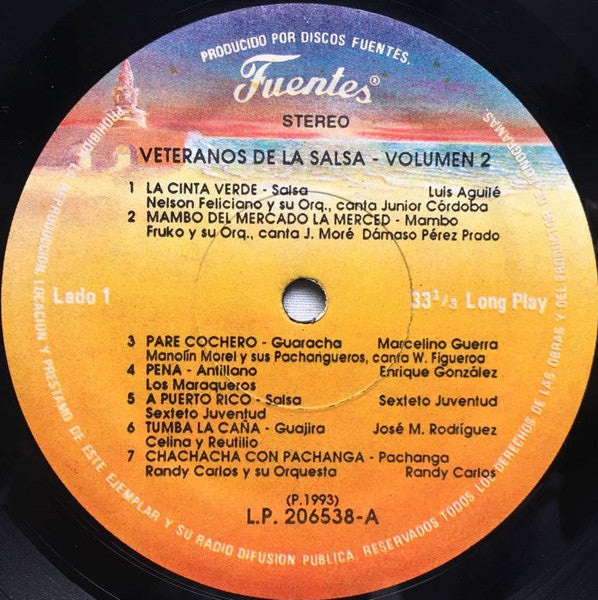 PRODUCIDO POR DISCOS FUENTES.
Fuentes®
STEREO
VETERANOS DE LA SALSA - VOLUMEN 2
1 LA CINTA VERDE - Salsa Luis Aguilé
Nelson Feliciano y su Orq., canta Junior Córdoba
2 MAMBO DEL MERCADO LA MERCED - Mambo
Fruko y su Orq., canta J. Moré Dámaso Pérez Prado
Lado 1
33 1/3 Long Play
3 PARE COCHERO - Guaracha Marcelino Guerra
Manolín Morel y sus Pachangueros, canta W. Figueroa
4 PENA - Antillano Enrique González
Los Maraqueros
5 A PUERTO RICO - Salsa Sexteto Juventud
Sexteto Juventud
6 TUMBA LA CAÑA - Guajira José M. Rodríguez
Celina y Reutilio
7 CHACHACHA CON PACHANGA - Pachanga
Randy Carlos y su Orquesta Randy Carlos
(P.1993)
L.P. 206538-A
PROHIBIDA LA REPRODUCCION, LOCACION Y PRESTAMO DE ESTE EJEMPLAR Y SU RADIO DIFUSION PUBLICA. RESERVADOS TODOS LOS DERECHOS DE LAS OBRAS Y DEL PRODUCTOR DE FONOGRAMAS.